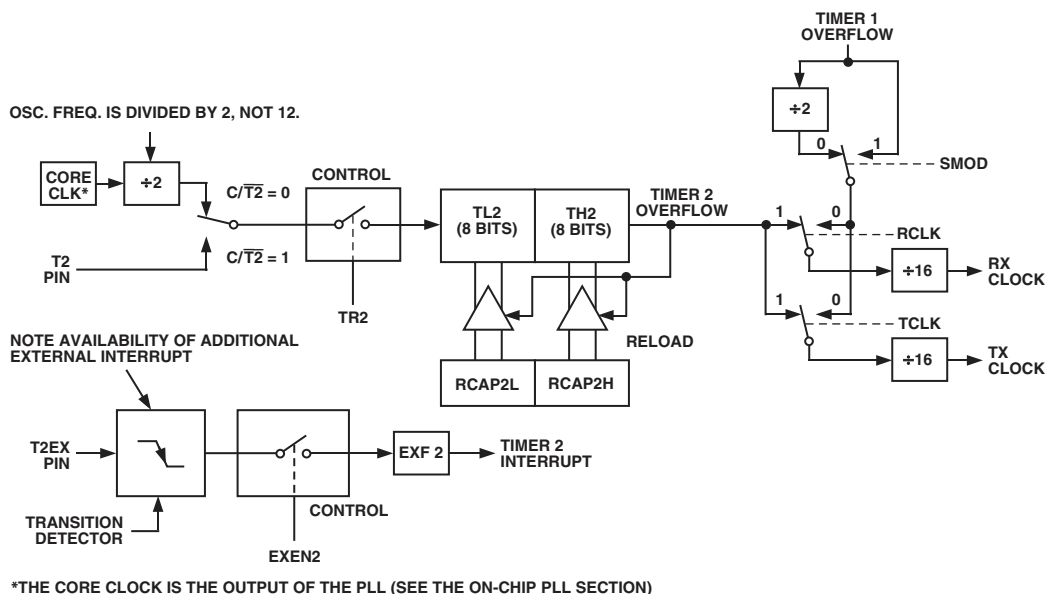 TIMER 1
OVERFLOW
÷2
0
1
SMOD
OSC. FREQ. IS DIVIDED BY 2, NOT 12.
CORE
CLK*
÷2
C/T2̅ = 0
C/T2̅ = 1
T2
PIN
CONTROL
TR2
TL2
(8 BITS)
TH2
(8 BITS)
TIMER 2
OVERFLOW
RELOAD
RCAP2L
RCAP2H
1
0
RCLK
÷16
RX
CLOCK
1
0
TCLK
÷16
TX
CLOCK
NOTE AVAILABILITY OF ADDITIONAL
EXTERNAL INTERRUPT
T2EX
PIN
TRANSITION
DETECTOR
CONTROL
EXEN2
EXF 2
TIMER 2
INTERRUPT
*THE CORE CLOCK IS THE OUTPUT OF THE PLL (SEE THE ON-CHIP PLL SECTION)